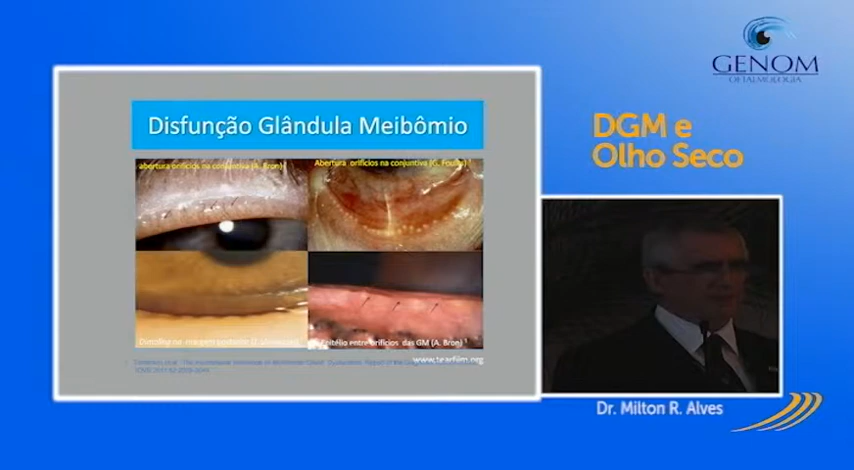 GENOM
OFTALMOLOGIA
Disfunção Glândula Meibômio
DGM e
Olho Seco
abertura orifícios na conjuntiva (A. Bron)
Abertura orifícios na conjuntiva (G. Foulks)
Epitélio entre orifícios das GM (A. Bron)
www.tearfilm.org
Dr. Milton R. Alves